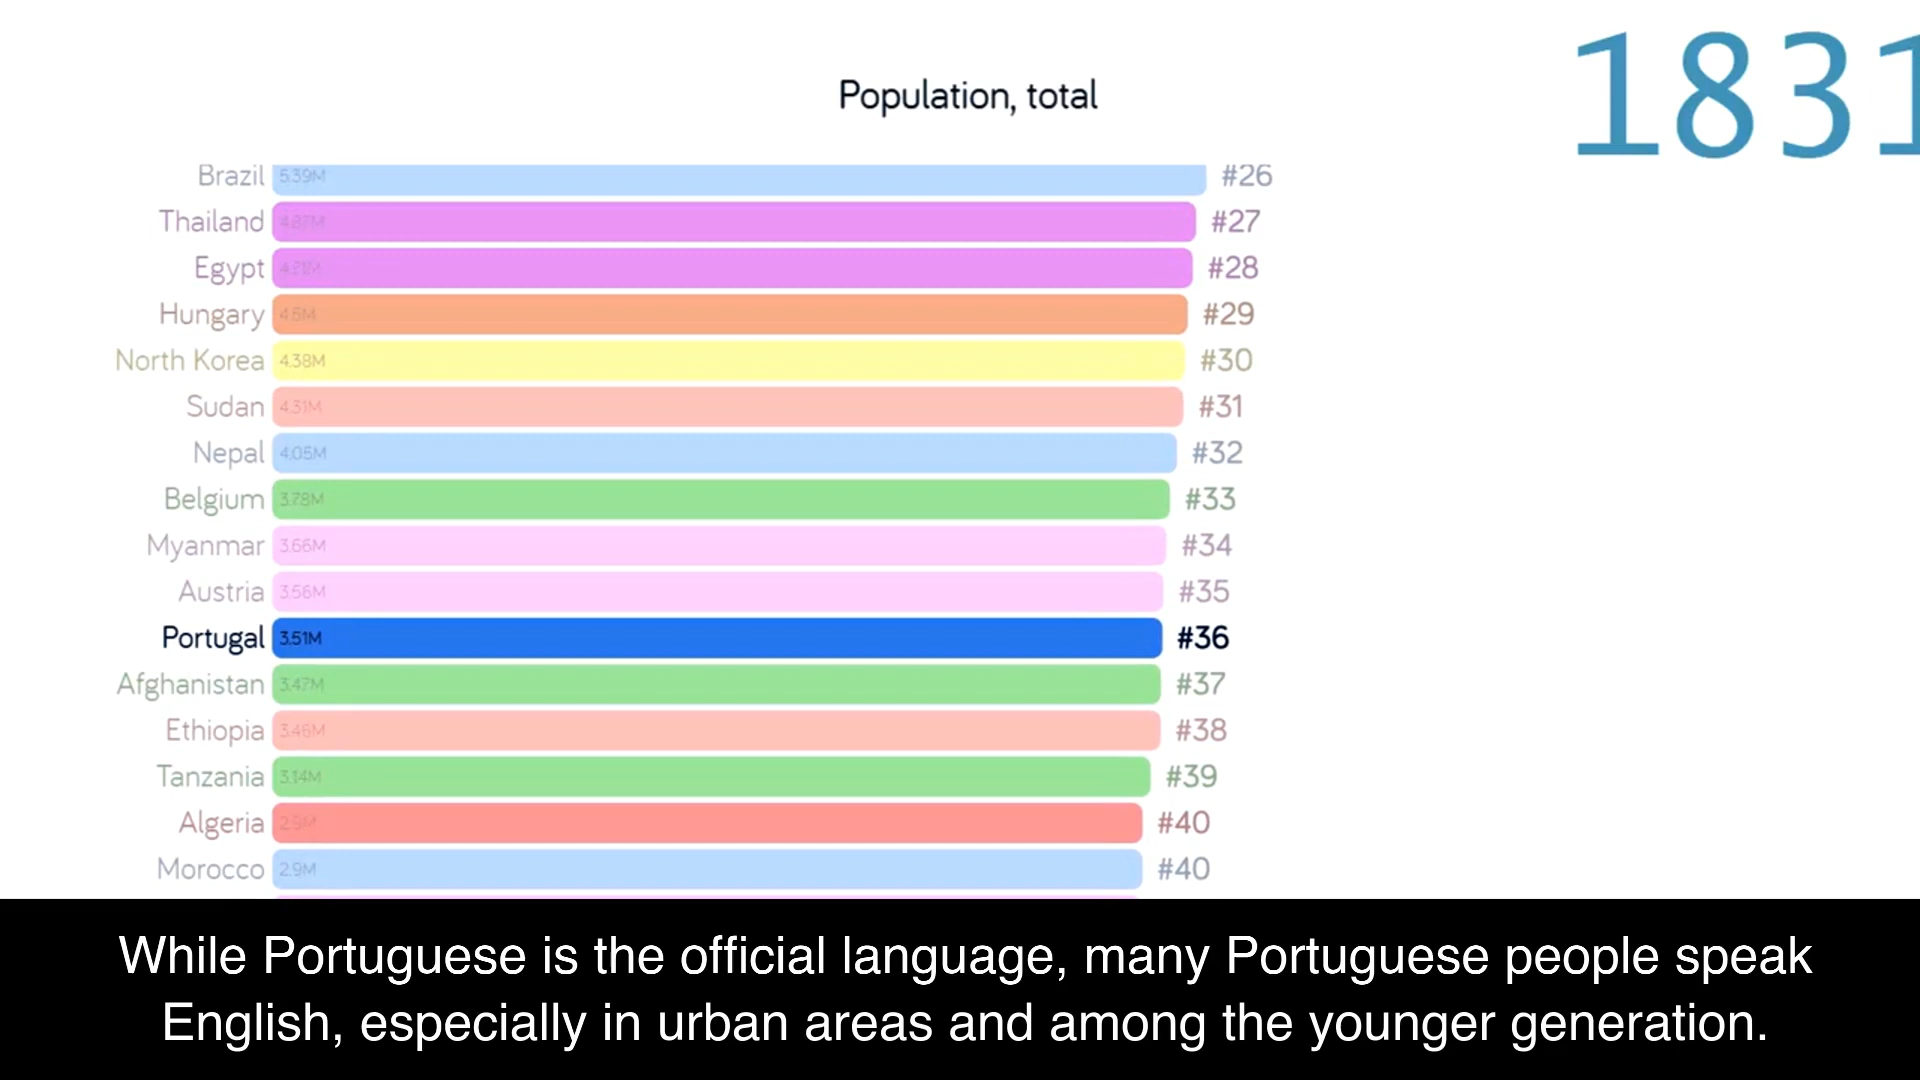 1831
Population, total
Brazil 5.39M #26
Thailand #27
Egypt #28
Hungary #29
North Korea 4.38M #30
Sudan 4.31M #31
Nepal 4.05M #32
Belgium 3.78M #33
Myanmar 3.66M #34
Austria 3.56M #35
Portugal 3.51M #36
Afghanistan 3.47M #37
Ethiopia 3.46M #38
Tanzania 3.14M #39
Algeria 2.9M #40
Morocco 2.9M #40
While Portuguese is the official language, many Portuguese people speak
English, especially in urban areas and among the younger generation.